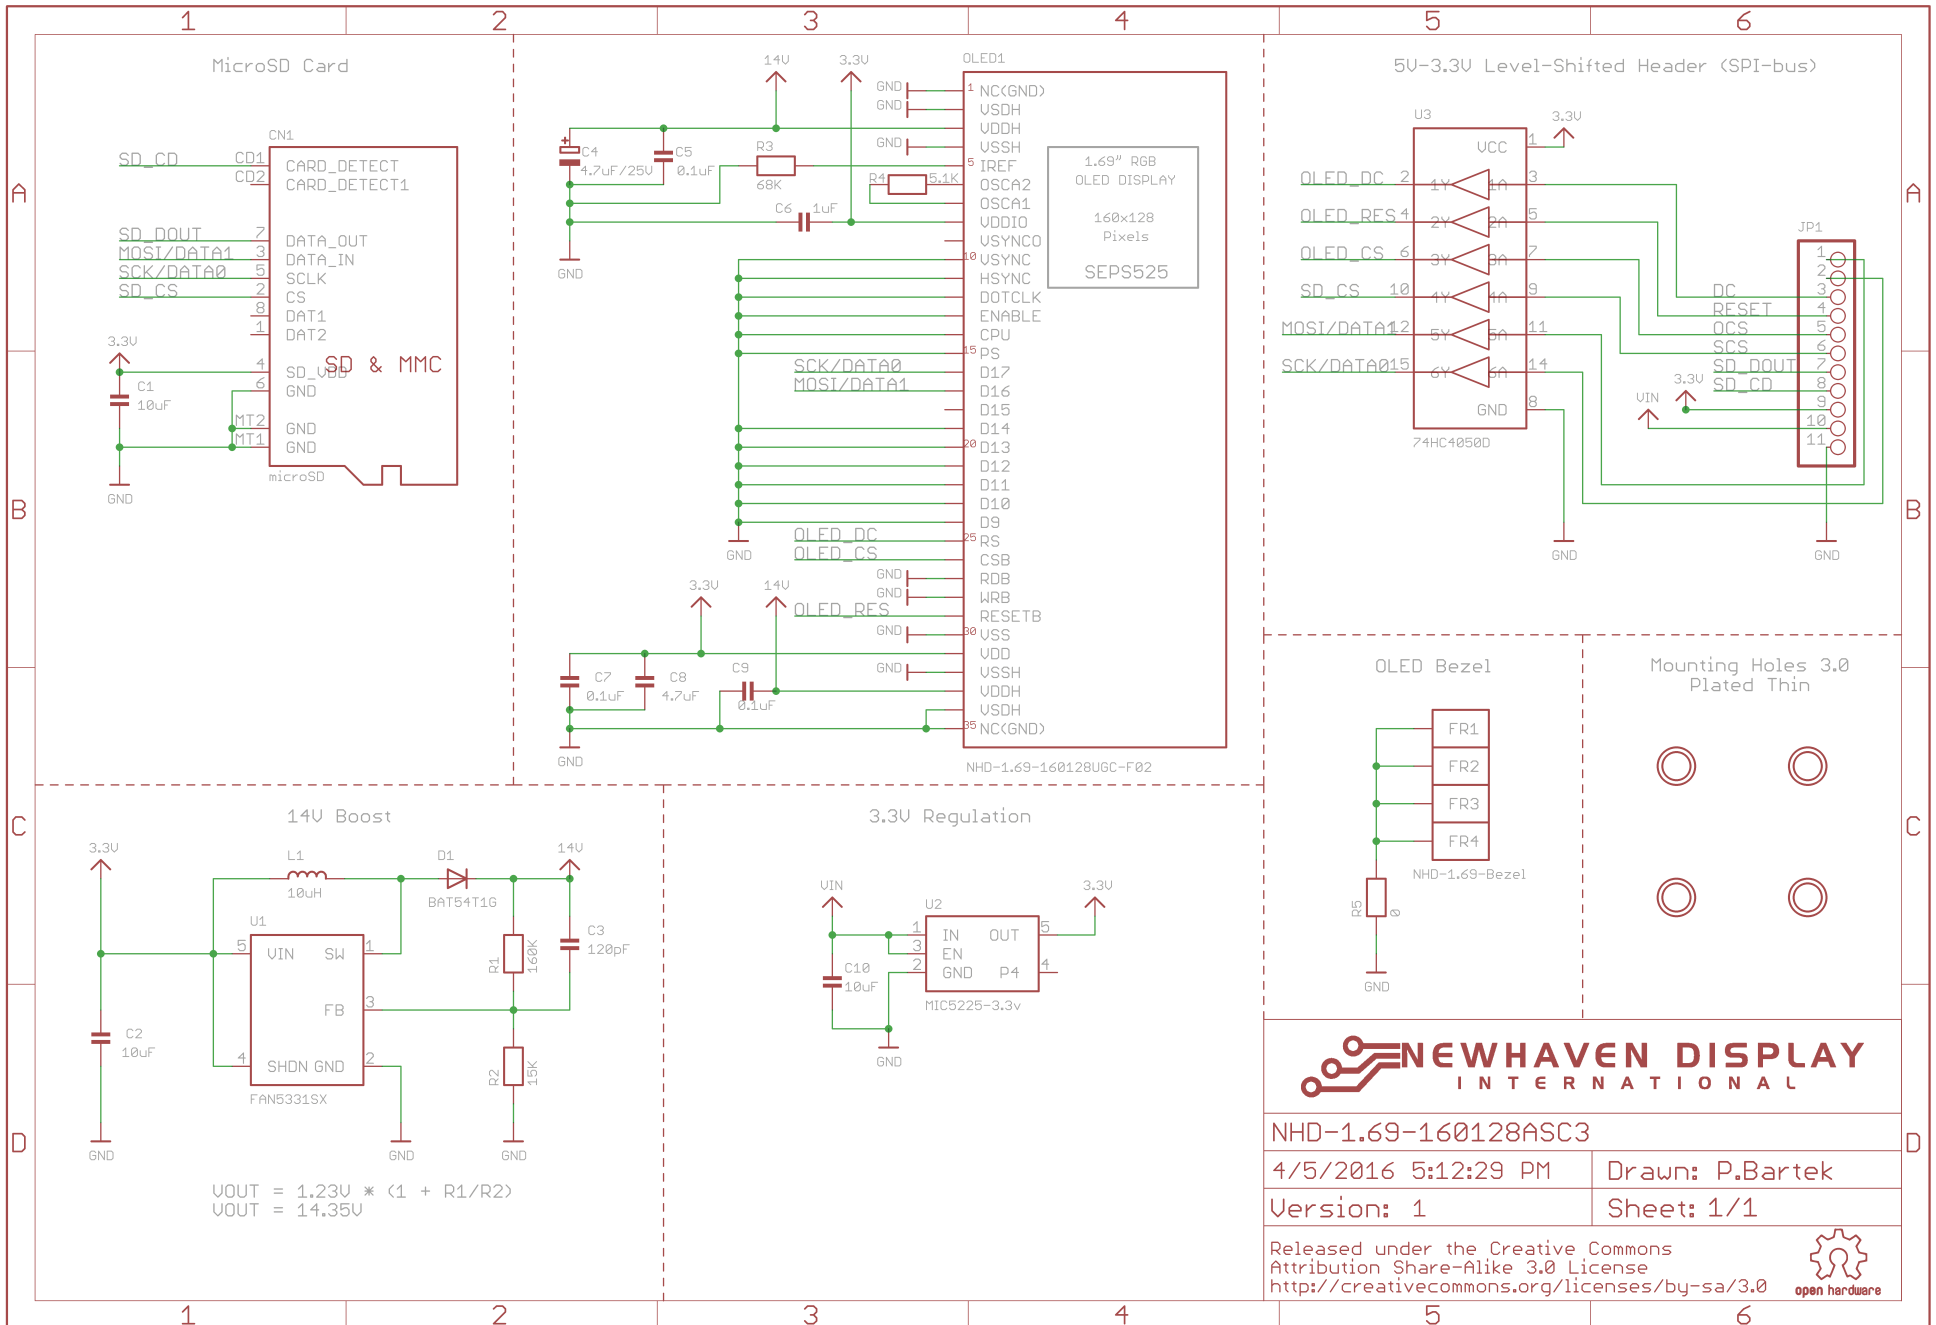 1 2 3 4 5 6
A
B
C
D
MicroSD Card
CN1
SD_CD CD1 CARD_DETECT
CD2 CARD_DETECT1
SD_DOUT 7 DATA_OUT
MOSI/DATA1 3 DATA_IN
SCK/DATA0 5 SCLK
SD_CS 2 CS
8 DAT1
1 DAT2
3.3V
4 SD_VDD
SD & MMC
6 GND
C1
10uF
MT2 GND
MT1 GND
microSD
GND
OLED1
14V 3.3V
GND 1 NC(GND)
GND VSDH
VDDH
GND VSSH
5 IREF
OSCA2
OSCA1
VDDIO
VSYNCO
10 VSYNC
HSYNC
DOTCLK
ENABLE
CPU
15 PS
SCK/DATA0 D17
MOSI/DATA1 D16
D15
D14
20 D13
D12
D11
D10
D9
OLED_DC 25 RS
OLED_CS CSB
GND RDB
GND WRB
OLED_RES RESETB
GND 30 VSS
VDD
GND VSSH
VDDH
VSDH
35 NC(GND)
C4
4.7uF/25V
C5
0.1uF
R3
68K
R4 5.1K
C6 1uF
GND
GND
3.3V 14V
C7
0.1uF
C8
4.7uF
C9
0.1uF
GND
1.69" RGB
OLED DISPLAY
160x128
Pixels
SEPS525
NHD-1.69-160128UGC-F02
5V-3.3V Level-Shifted Header (SPI-bus)
U3
3.3V
VCC 1
OLED_DC 2 1Y 1A 3
OLED_RES 4 2Y 2A 5
OLED_CS 6 3Y 3A 7
SD_CS 10 4Y 4A 9
MOSI/DATA1 12 5Y 5A 11
SCK/DATA0 15 6Y 6A 14
GND 8
74HC4050D
GND
JP1
1
2
DC 3
RESET 4
OCS 5
SCS 6
SD_DOUT 7
SD_CD 8
3.3V 9
VIN 10
11
GND
OLED Bezel
FR1
FR2
FR3
FR4
NHD-1.69-Bezel
R5 0
GND
Mounting Holes 3.0
Plated Thin
14V Boost
3.3V
L1
10uH
D1
BAT54T1G
14V
U1
5 VIN SW 1
FB 3
4 SHDN GND 2
FAN5331SX
R1 160K
C3
120pF
R2 15K
C2
10uF
GND GND GND
VOUT = 1.23V * (1 + R1/R2)
VOUT = 14.35V
3.3V Regulation
VIN
3.3V
U2
1 IN OUT 5
3 EN
2 GND P4 4
C10
10uF
MIC5225-3.3v
GND
NEWHAVEN DISPLAY
INTERNATIONAL
NHD-1.69-160128ASC3
4/5/2016 5:12:29 PM Drawn: P.Bartek
Version: 1 Sheet: 1/1
Released under the Creative Commons
Attribution Share-Alike 3.0 License
http://creativecommons.org/licenses/by-sa/3.0
open hardware
A
B
C
D
1 2 3 4 5 6